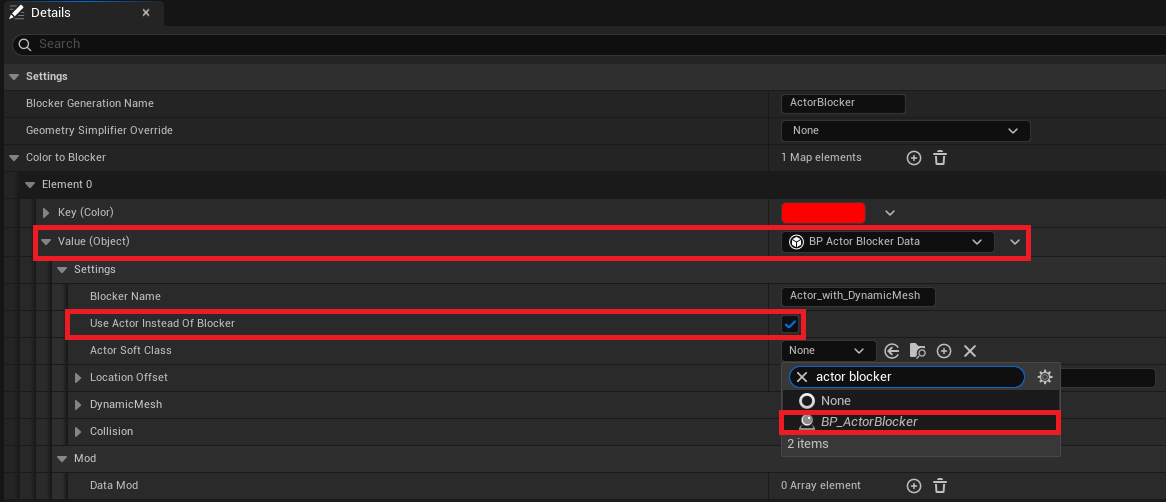 Details
Search
Settings
Blocker Generation Name ActorBlocker
Geometry Simplifier Override None
Color to Blocker 1 Map elements
Element 0
Key (Color)
Value (Object) BP Actor Blocker Data
Settings
Blocker Name Actor_with_DynamicMesh
Use Actor Instead Of Blocker
Actor Soft Class None
Location Offset actor blocker
None
DynamicMesh
BP_ActorBlocker
Collision
2 items
Mod
Data Mod 0 Array element